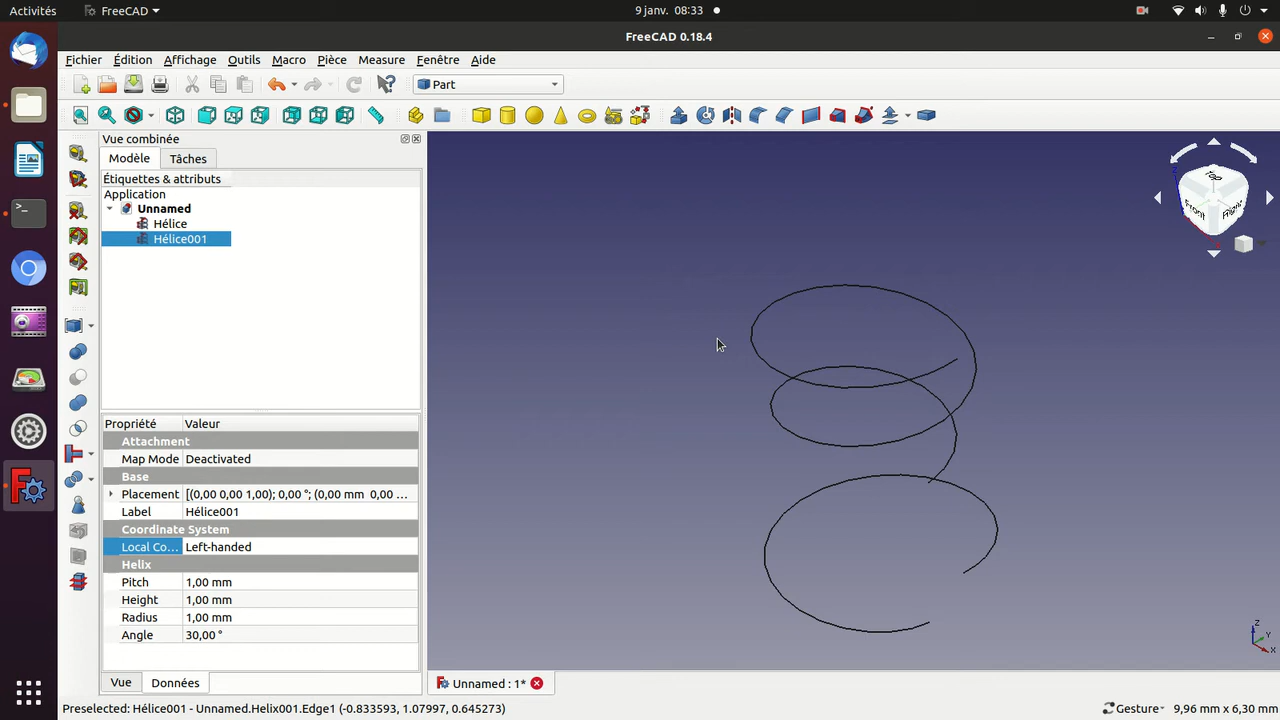 Activités
FreeCAD
9 janv. 08:33
FreeCAD 0.18.4
Fichier Édition Affichage Outils Macro Pièce Measure Fenêtre Aide
Part
Vue combinée
Modèle Tâches
Étiquettes & attributs
Application
Unnamed
Hélice
Hélice001
Propriété Valeur
Attachment
Map Mode Deactivated
Base
Placement [(0,00 0,00 1,00); 0,00 °; (0,00 mm 0,00 ...
Label Hélice001
Coordinate System
Local Co... Left-handed
Helix
Pitch 1,00 mm
Height 1,00 mm
Radius 1,00 mm
Angle 30,00 °
Vue Données
Front
Right
Z
Y
X
Unnamed : 1*
Preselected: Hélice001 - Unnamed.Helix001.Edge1 (-0.833593, 1.07997, 0.645273)
Gesture
9,96 mm x 6,30 mm